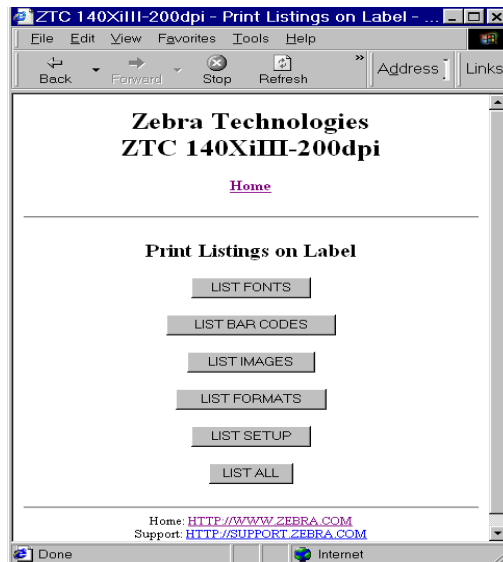 ZTC 140XiIII-200dpi - Print Listings on Label - ...
File Edit View Favorites Tools Help
Back Forward Stop Refresh » Address Links
Zebra Technologies
ZTC 140XiIII-200dpi
Home
Print Listings on Label
LIST FONTS
LIST BAR CODES
LIST IMAGES
LIST FORMATS
LIST SETUP
LIST ALL
Home: HTTP://WWW.ZEBRA.COM
Support: HTTP://SUPPORT.ZEBRA.COM
Done Internet